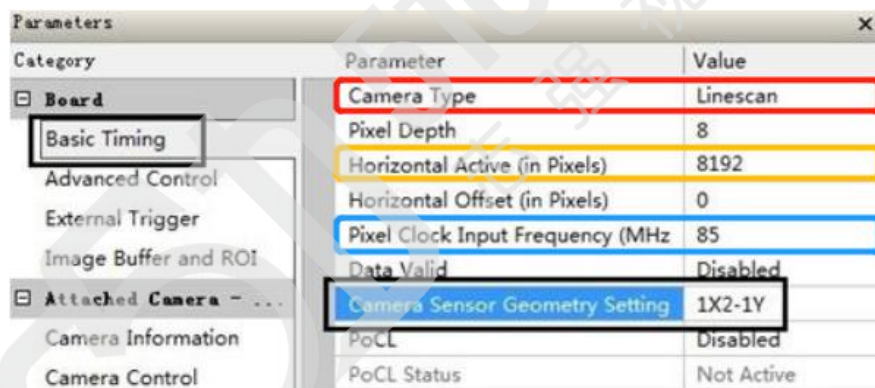 Parameters ×
Category Parameter Value
Board Camera Type Linescan
Basic Timing Pixel Depth 8
Horizontal Active (in Pixels) 8192
Advanced Control Horizontal Offset (in Pixels) 0
External Trigger Pixel Clock Input Frequency (MHz 85
Image Buffer and ROI Data Valid Disabled
Attached Camera - ... Camera Sensor Geometry Setting 1X2-1Y
Camera Information PoCL Disabled
Camera Control PoCL Status Not Active
志强视